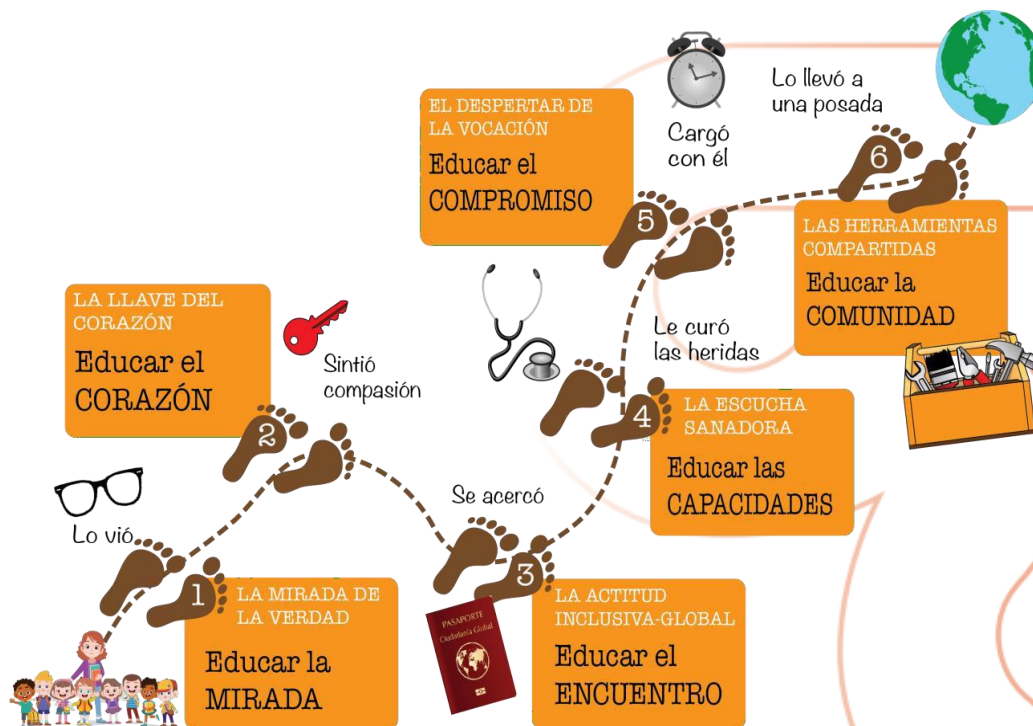 Lo vió
1
LA MIRADA DE
LA VERDAD
Educar la
MIRADA
LA LLAVE DEL
CORAZÓN
Educar el
CORAZÓN
2
Sintió
compasión
Se acercó
3
PASAPORTE
Ciudadanía Global
LA ACTITUD
INCLUSIVA-GLOBAL
Educar el
ENCUENTRO
Le curó
las heridas
4
LA ESCUCHA
SANADORA
Educar las
CAPACIDADES
EL DESPERTAR DE
LA VOCACIÓN
Educar el
COMPROMISO
5
Cargó
con él
Lo llevó a
una posada
6
LAS HERRAMIENTAS
COMPARTIDAS
Educar la
COMUNIDAD